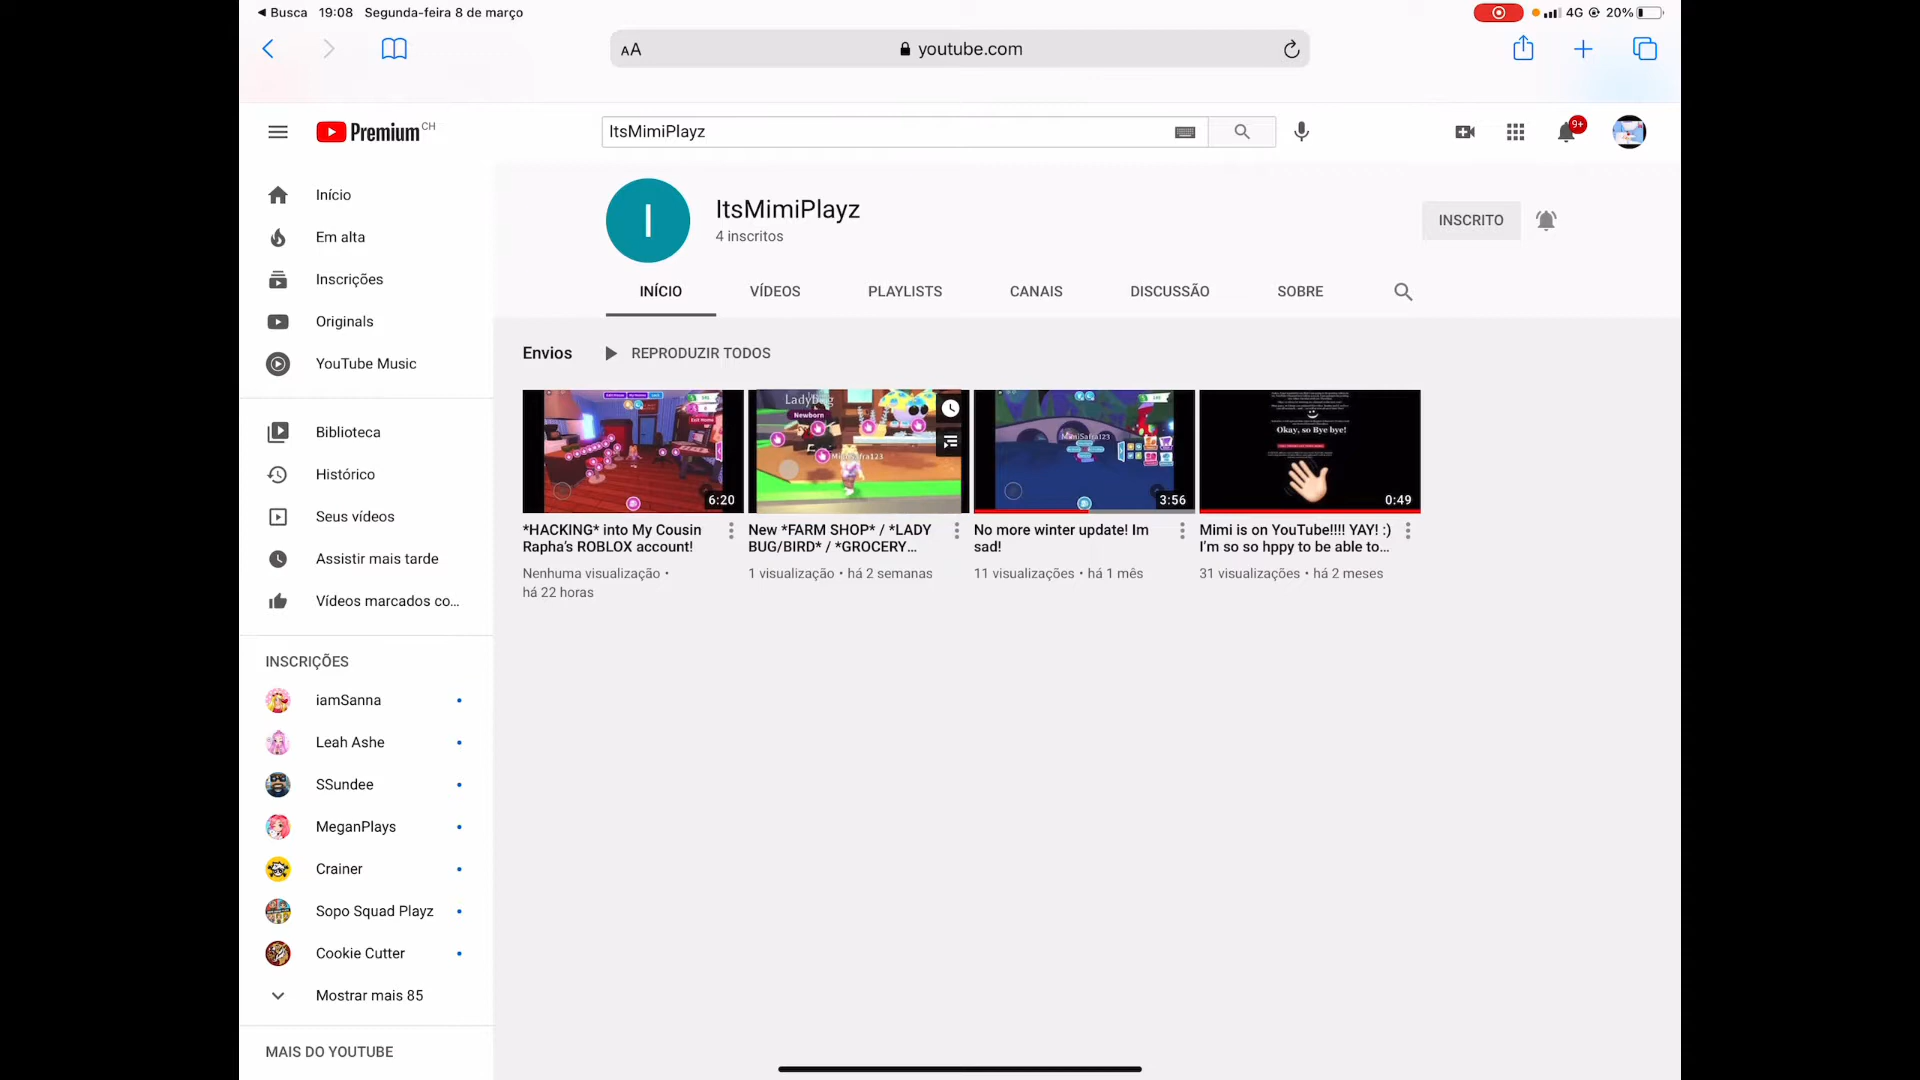 Busca 19:08 Segunda-feira 8 de março
4G 20%
AA youtube.com
Premium CH
ItsMimiPlayz
9+
Início
Em alta
Inscrições
Originals
YouTube Music
Biblioteca
Histórico
Seus vídeos
Assistir mais tarde
Vídeos marcados co...
INSCRIÇÕES
iamSanna
Leah Ashe
SSundee
MeganPlays
Crainer
Sopo Squad Playz
Cookie Cutter
Mostrar mais 85
MAIS DO YOUTUBE
I
ItsMimiPlayz
4 inscritos
INSCRITO
INÍCIO VÍDEOS PLAYLISTS CANAIS DISCUSSÃO SOBRE
Envios REPRODUZIR TODOS
6:20
*HACKING* into My Cousin
Rapha's ROBLOX account!
Nenhuma visualização •
há 22 horas
Ladybug
Newborn
New *FARM SHOP* / *LADY
BUG/BIRD* / *GROCERY...
1 visualização • há 2 semanas
3:56
No more winter update! Im
sad!
11 visualizações • há 1 mês
Okay, so Bye bye!
0:49
Mimi is on YouTube!!!! YAY! :)
I'm so so hppy to be able to...
31 visualizações • há 2 meses